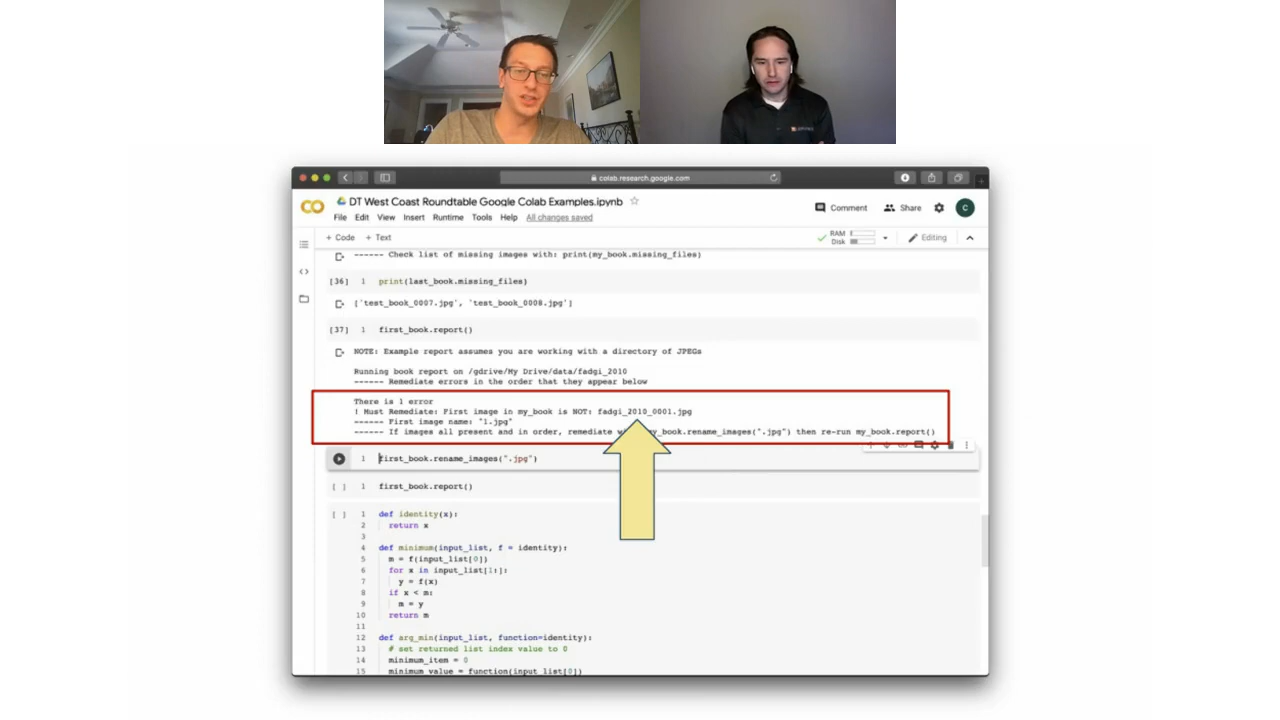 colab.research.google.com
CO
DT West Coast Roundtable Google Colab Examples.ipynb
File Edit View Insert Runtime Tools Help All changes saved
Comment Share C
+ Code + Text
RAM
Disk
Editing
------ Check list of missing images with: print(my_book.missing_files)
[36] 1 print(last_book.missing_files)
['test_book_0007.jpg', 'test_book_0008.jpg']
[37] 1 first_book.report()
NOTE: Example report assumes you are working with a directory of JPEGs
Running book report on /gdrive/My Drive/data/fadgi_2010
------ Remediate errors in the order that they appear below
There is 1 error
! Must Remediate: First image in my_book is NOT: fadgi_2010_0001.jpg
------ First image name: "1.jpg"
------ If images all present and in order, remediate my_book.rename_images(".jpg") then re-run my_book.report()
1 first_book.rename_images(".jpg")
[ ] 1 first_book.report()
[ ] 1 def identity(x):
2 return x
3
4 def minimum(input_list, f = identity):
5 m = f(input_list[0])
6 for x in input_list[1:]:
7 y = f(x)
8 if x < m:
9 m = y
10 return m
11
12 def arg_min(input_list, function=identity):
13 # set returned list index value to 0
14 minimum_item = 0
15 minimum_value = function(input_list[0])